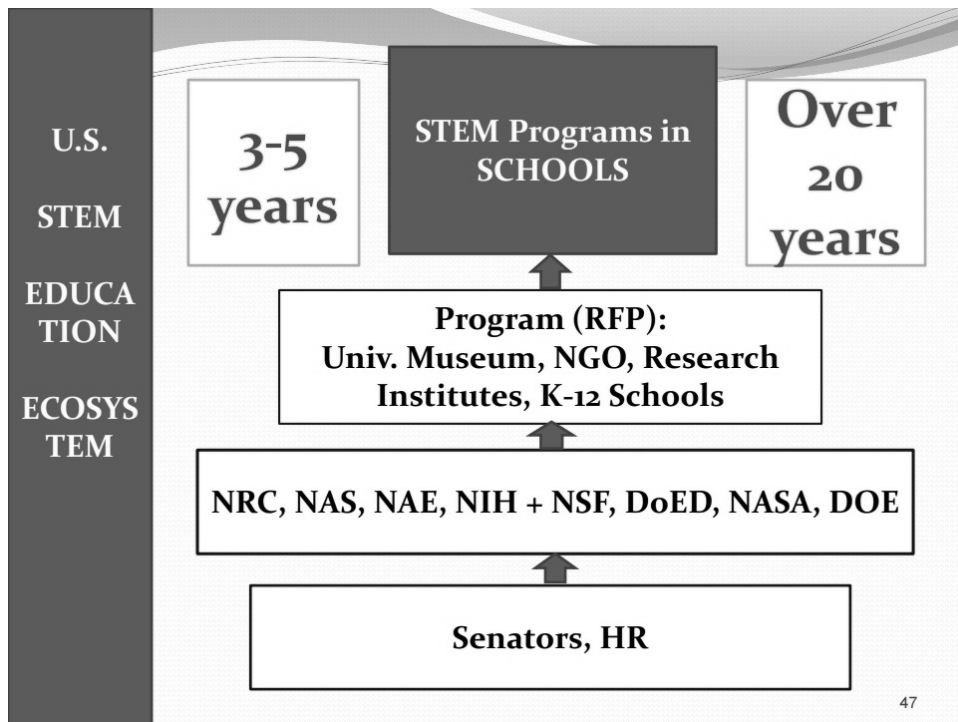 U.S.
STEM
EDUCA
TION
ECOSYS
TEM
3-5
years
STEM Programs in
SCHOOLS
Over
20
years
Program (RFP):
Univ. Museum, NGO, Research
Institutes, K-12 Schools
NRC, NAS, NAE, NIH + NSF, DoED, NASA, DOE
Senators, HR
47